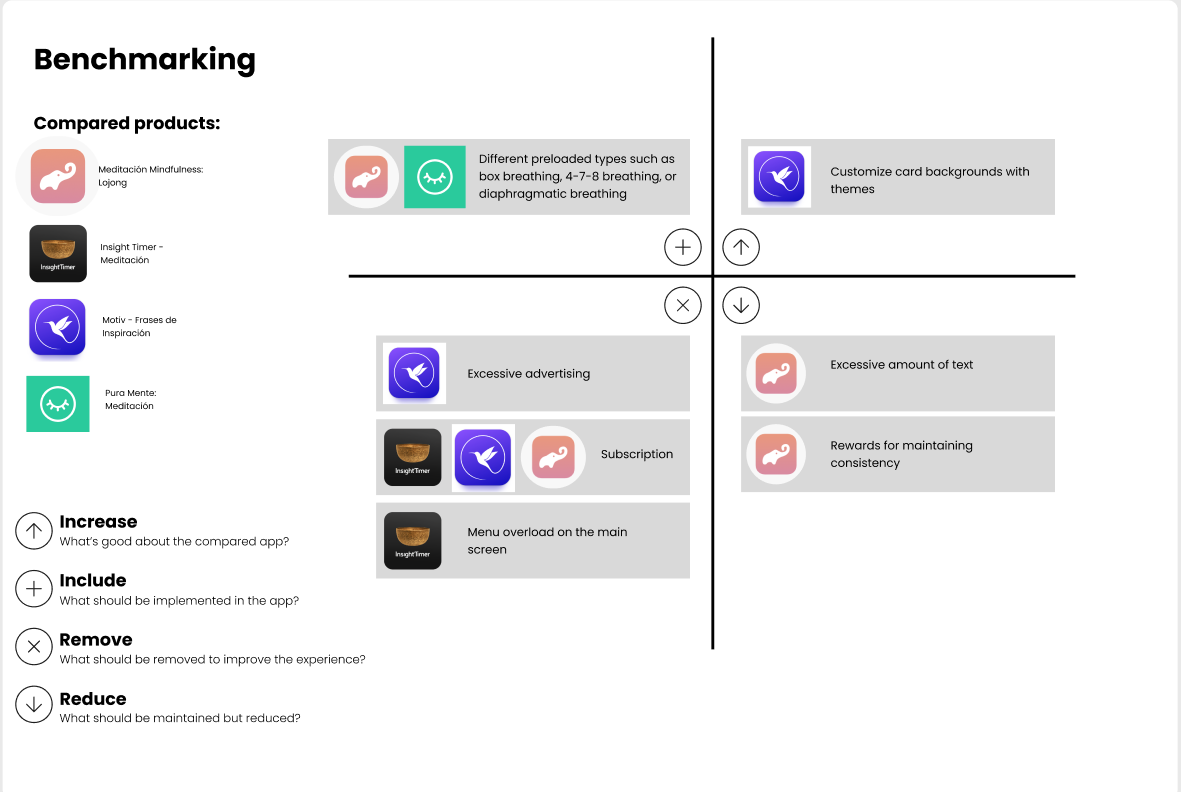 Benchmarking
Compared products:
Meditación Mindfulness:
Lojong
InsightTimer
Insight Timer -
Meditación
Motiv - Frases de
Inspiración
Pura Mente:
Meditación
Different preloaded types such as
box breathing, 4-7-8 breathing, or
diaphragmatic breathing
Customize card backgrounds with
themes
Excessive advertising
InsightTimer
Subscription
InsightTimer
Menu overload on the main
screen
Excessive amount of text
Rewards for maintaining
consistency
Increase
What's good about the compared app?
Include
What should be implemented in the app?
Remove
What should be removed to improve the experience?
Reduce
What should be maintained but reduced?